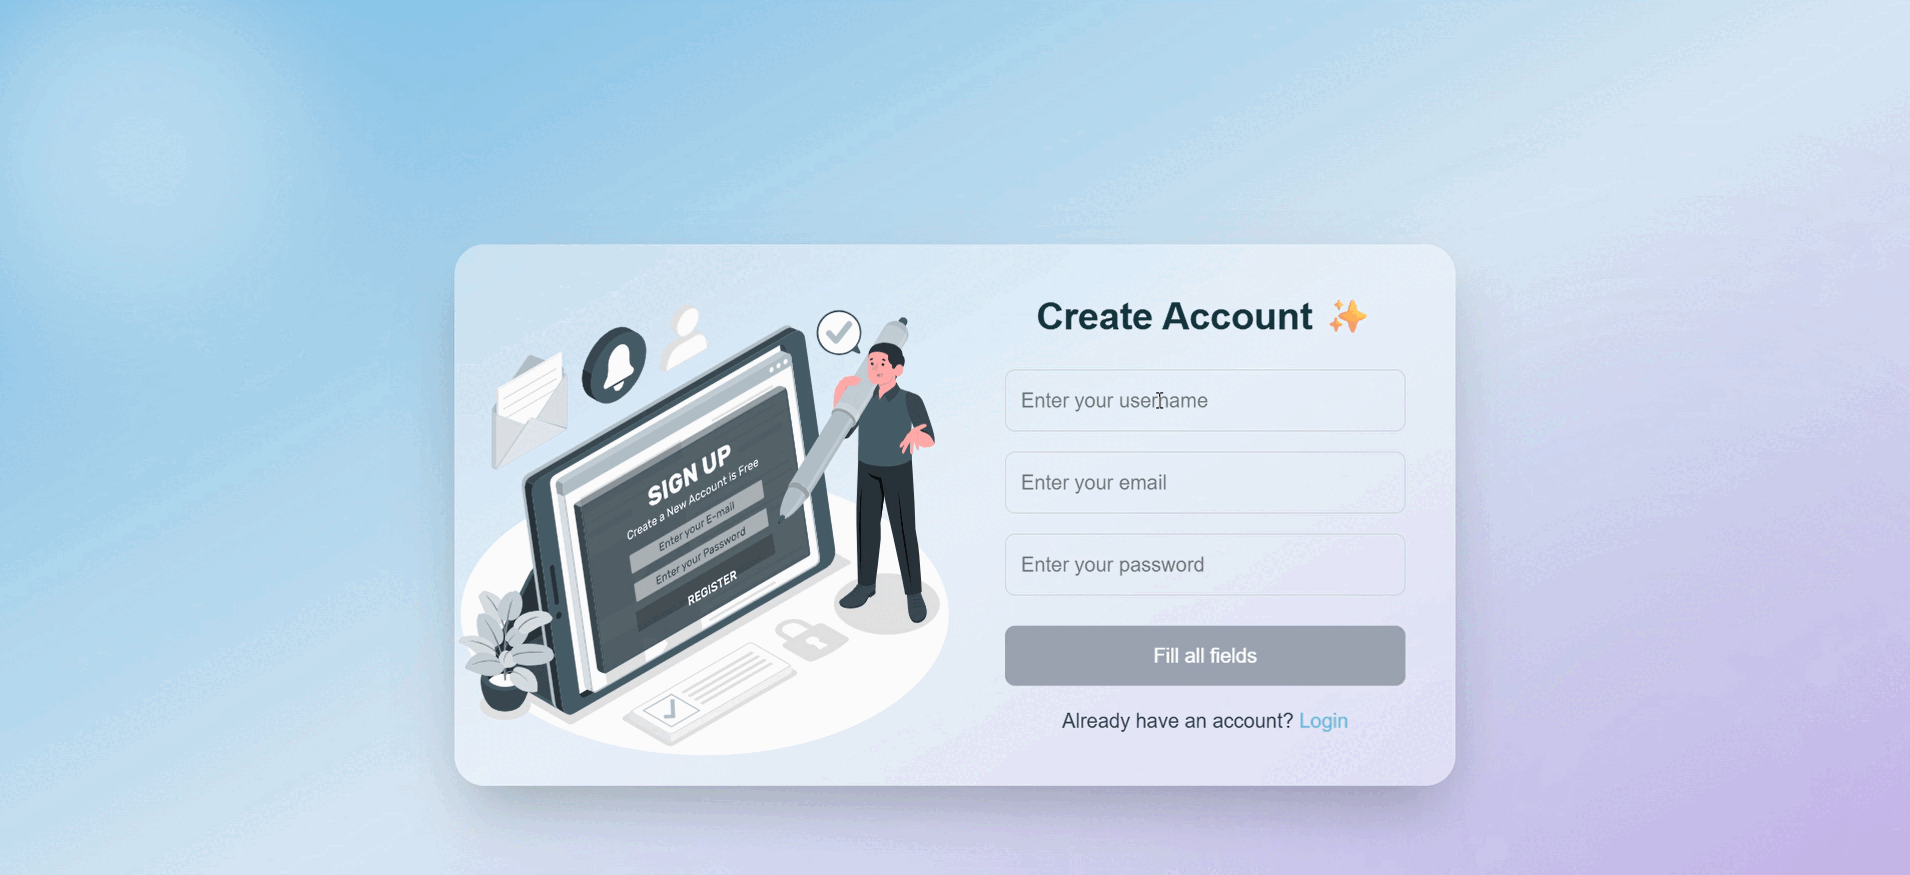 Create Account ✨
Enter your username
Enter your email
Enter your password
Fill all fields
Already have an account? Login
SIGN UP
Create a New Account is Free
Enter your E-mail
Enter your Password
REGISTER